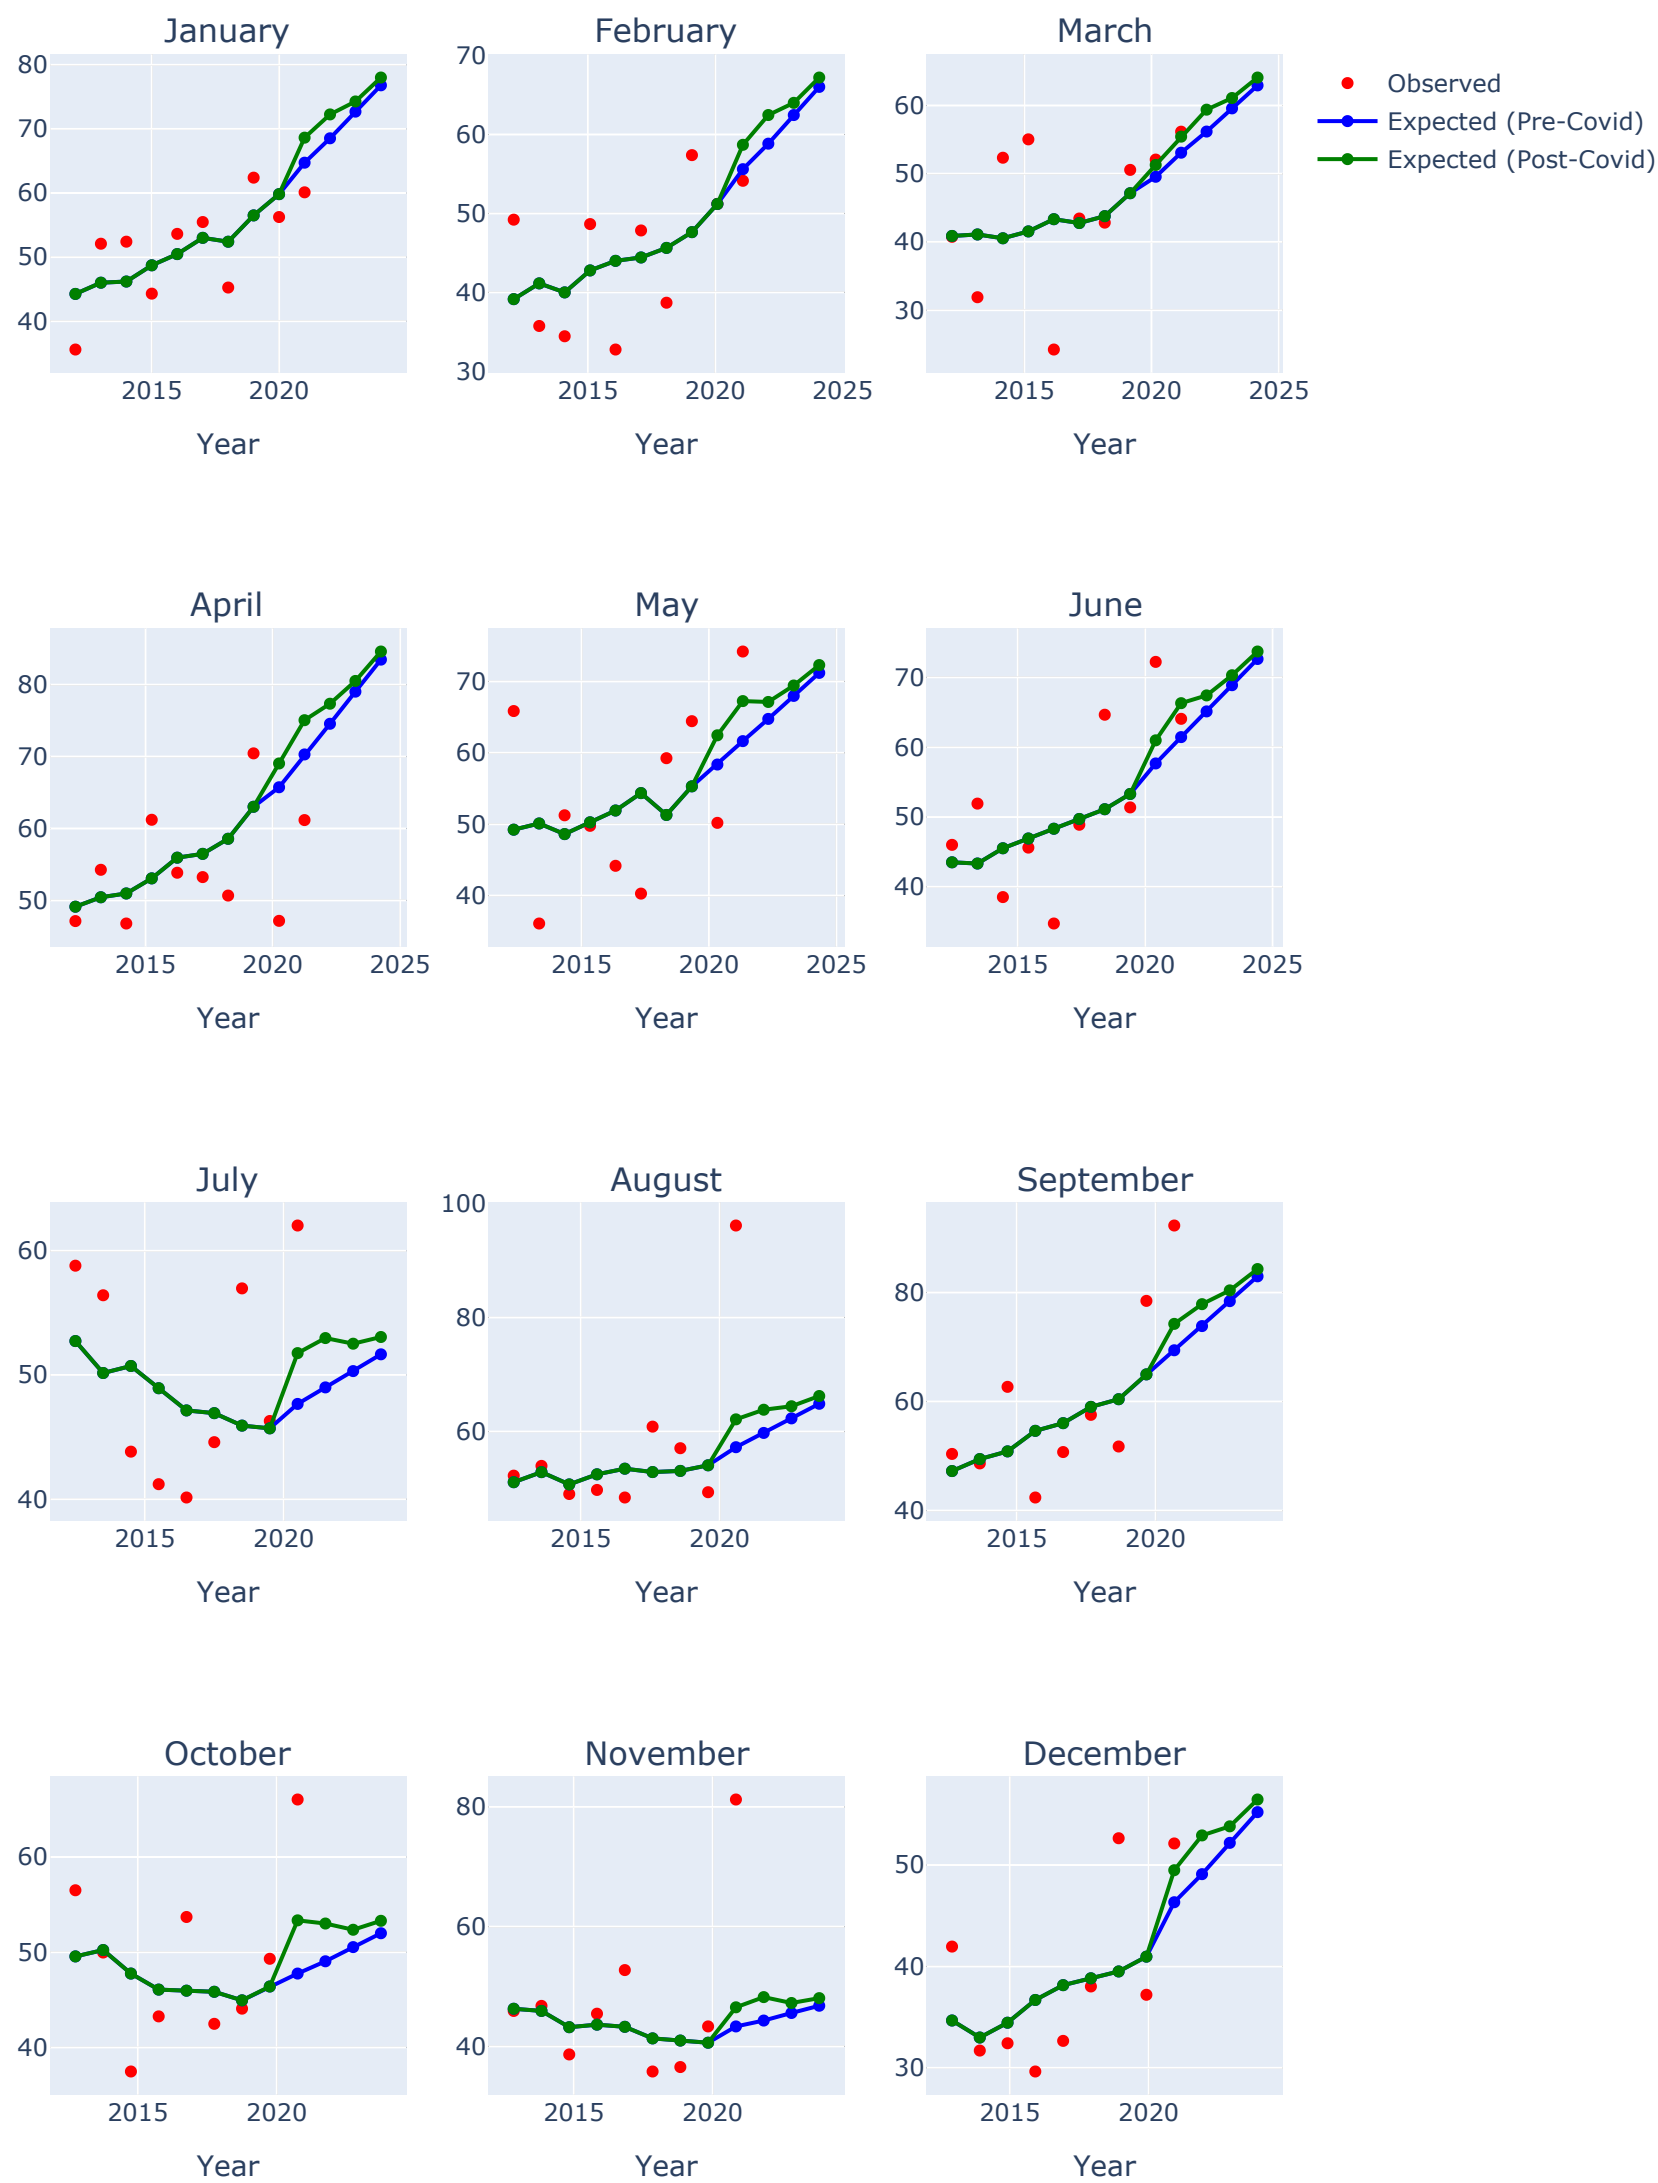 January
February
March
80
70
60
50
40
2015
2020
Year
70
60
50
40
30
2015
2020
2025
Year
60
50
40
30
2015
2020
2025
Year
Observed
Expected (Pre-Covid)
Expected (Post-Covid)
April
May
June
80
70
60
50
2015
2020
2025
Year
70
60
50
40
2015
2020
Year
70
60
50
40
2015
2020
2025
Year
July
August
September
60
50
40
2015
2020
Year
100
80
60
2015
2020
Year
80
60
40
2015
2020
Year
October
November
December
60
50
40
2015
2020
Year
80
60
40
2015
2020
Year
50
40
30
2015
2020
Year